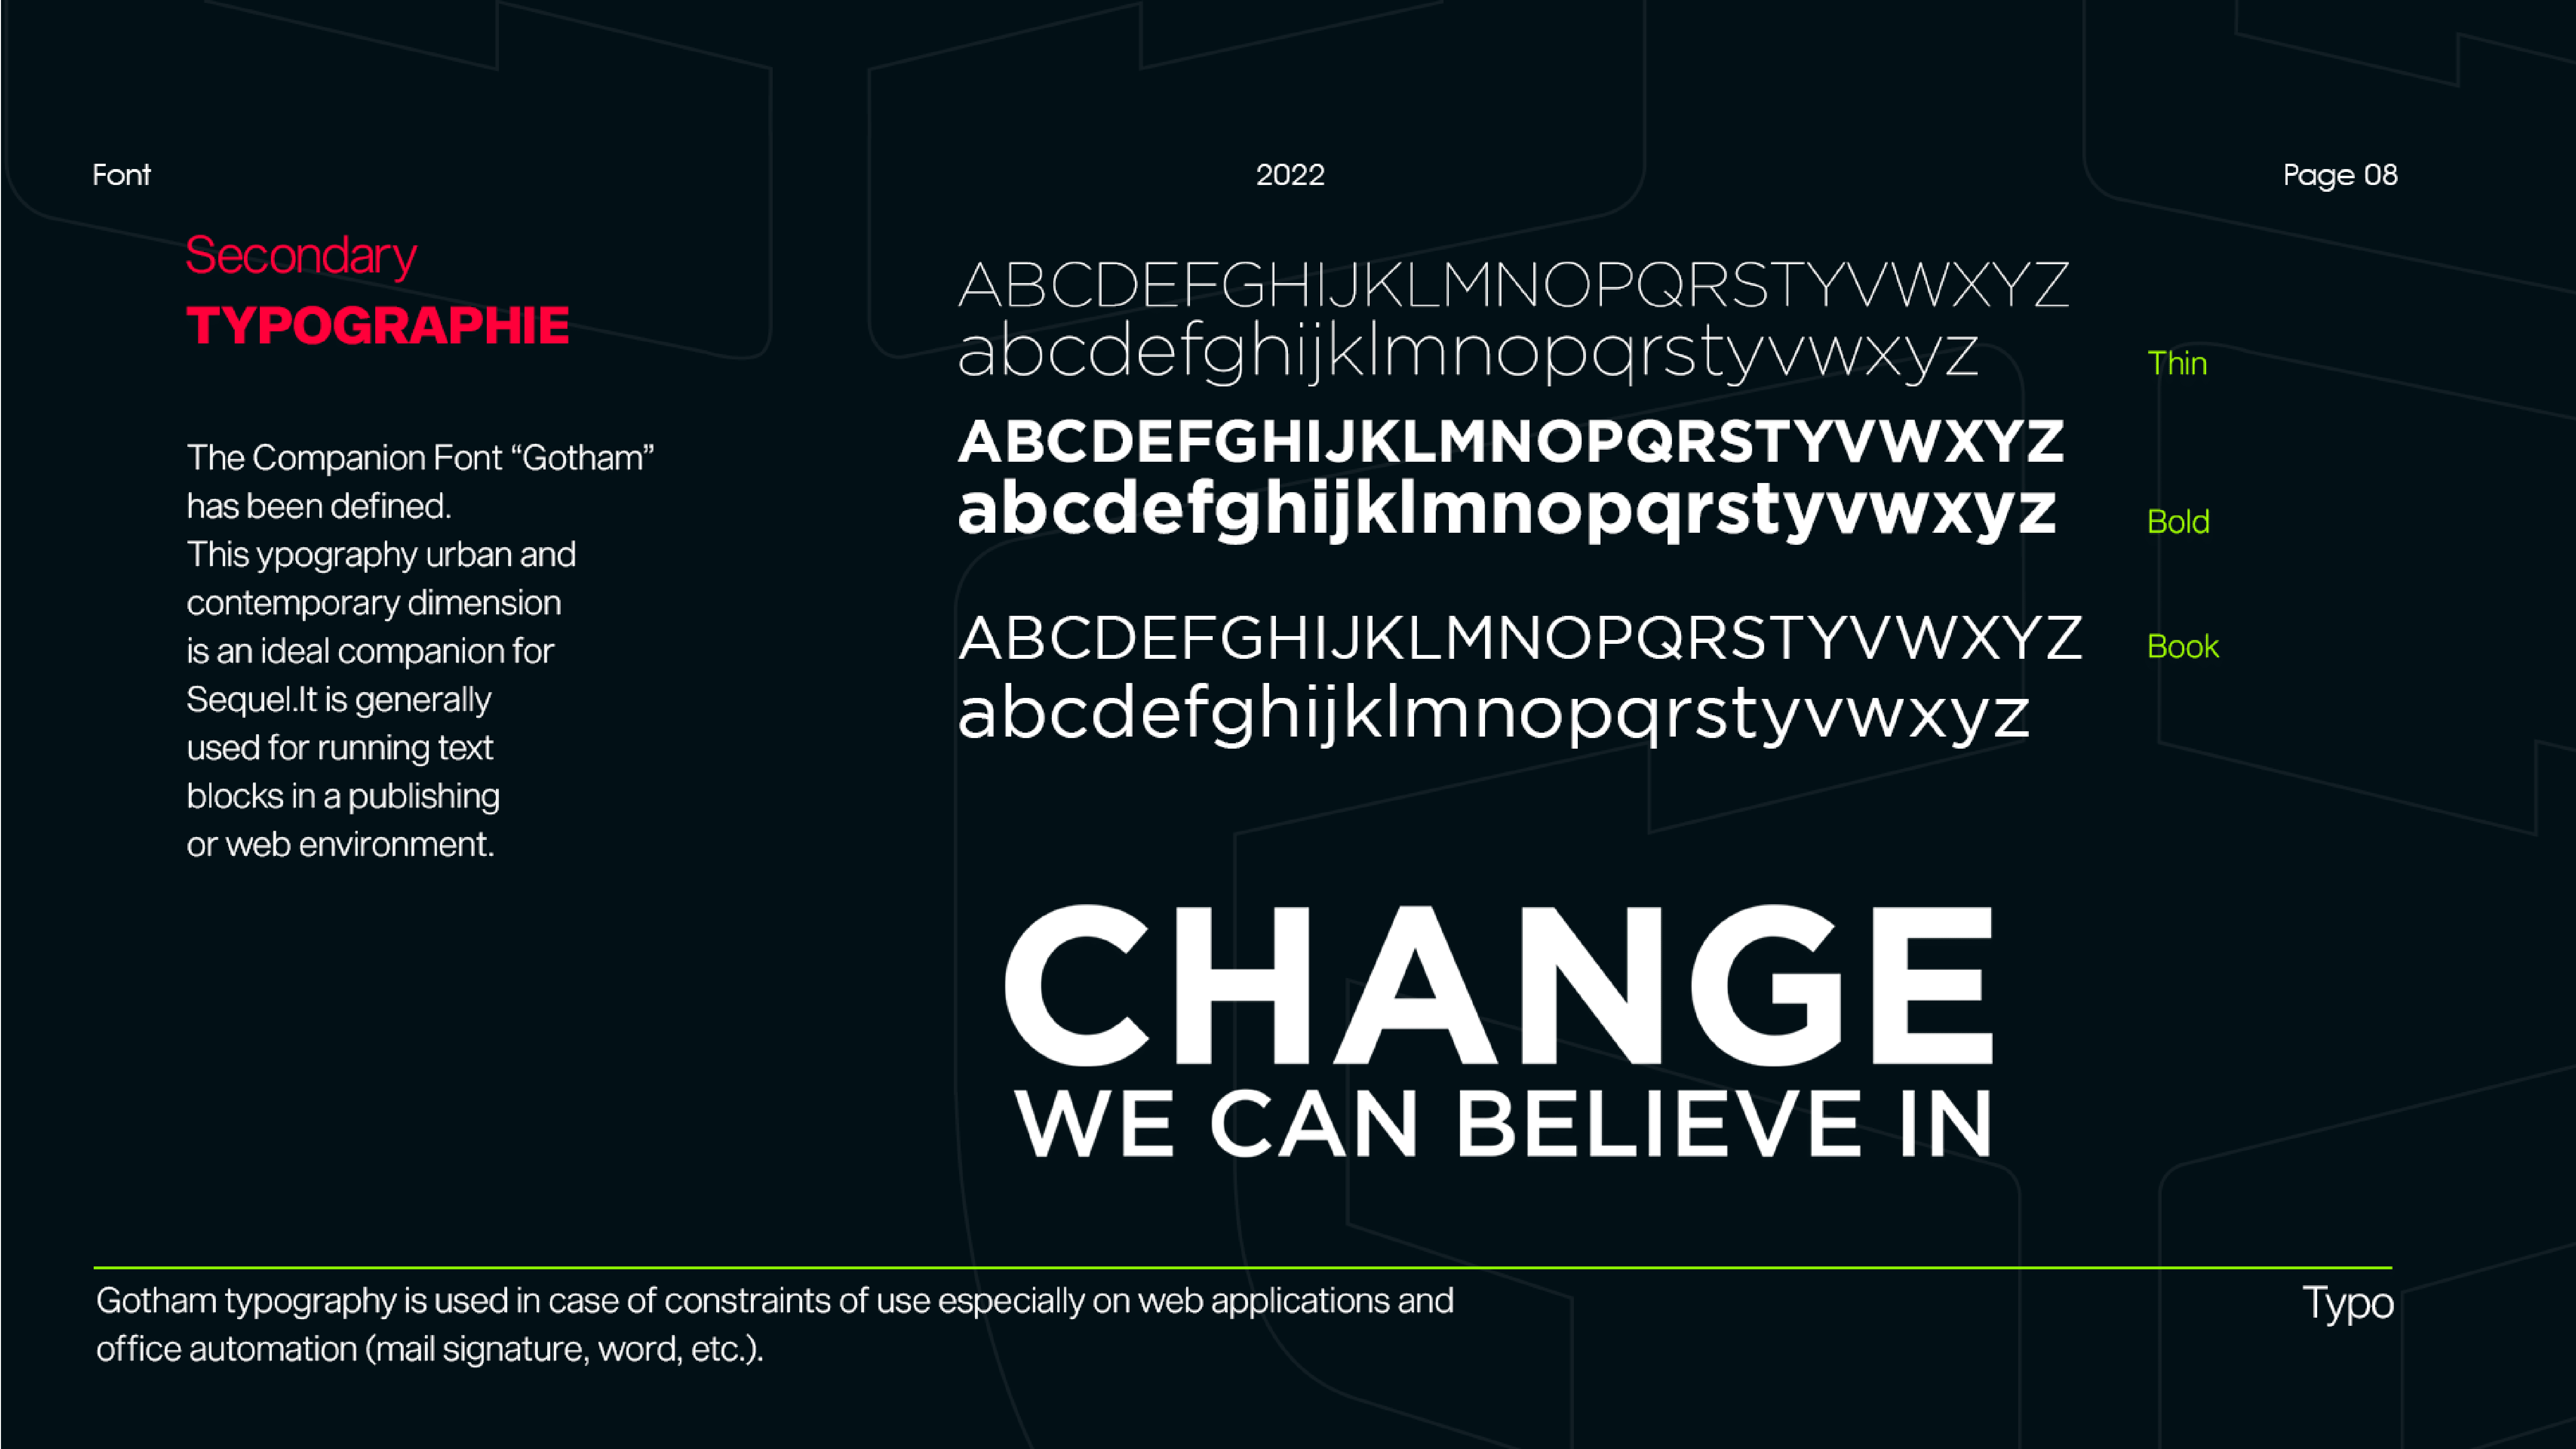 Font
2022
Page 08
Secondary
TYPOGRAPHIE
The Companion Font “Gotham”
has been defined.
This ypography urban and
contemporary dimension
is an ideal companion for
Sequel.It is generally
used for running text
blocks in a publishing
or web environment.
ABCDEFGHIJKLMNOPQRSTYVWXYZ
abcdefghijklmnopqrstyvwxyz
Thin
ABCDEFGHIJKLMNOPQRSTYVWXYZ
abcdefghijklmnopqrstyvwxyz
Bold
ABCDEFGHIJKLMNOPQRSTYVWXYZ
Book
abcdefghijklmnopqrstyvwxyz
CHANGE
WE CAN BELIEVE IN
Gotham typography is used in case of constraints of use especially on web applications and
office automation (mail signature, word, etc.).
Typo